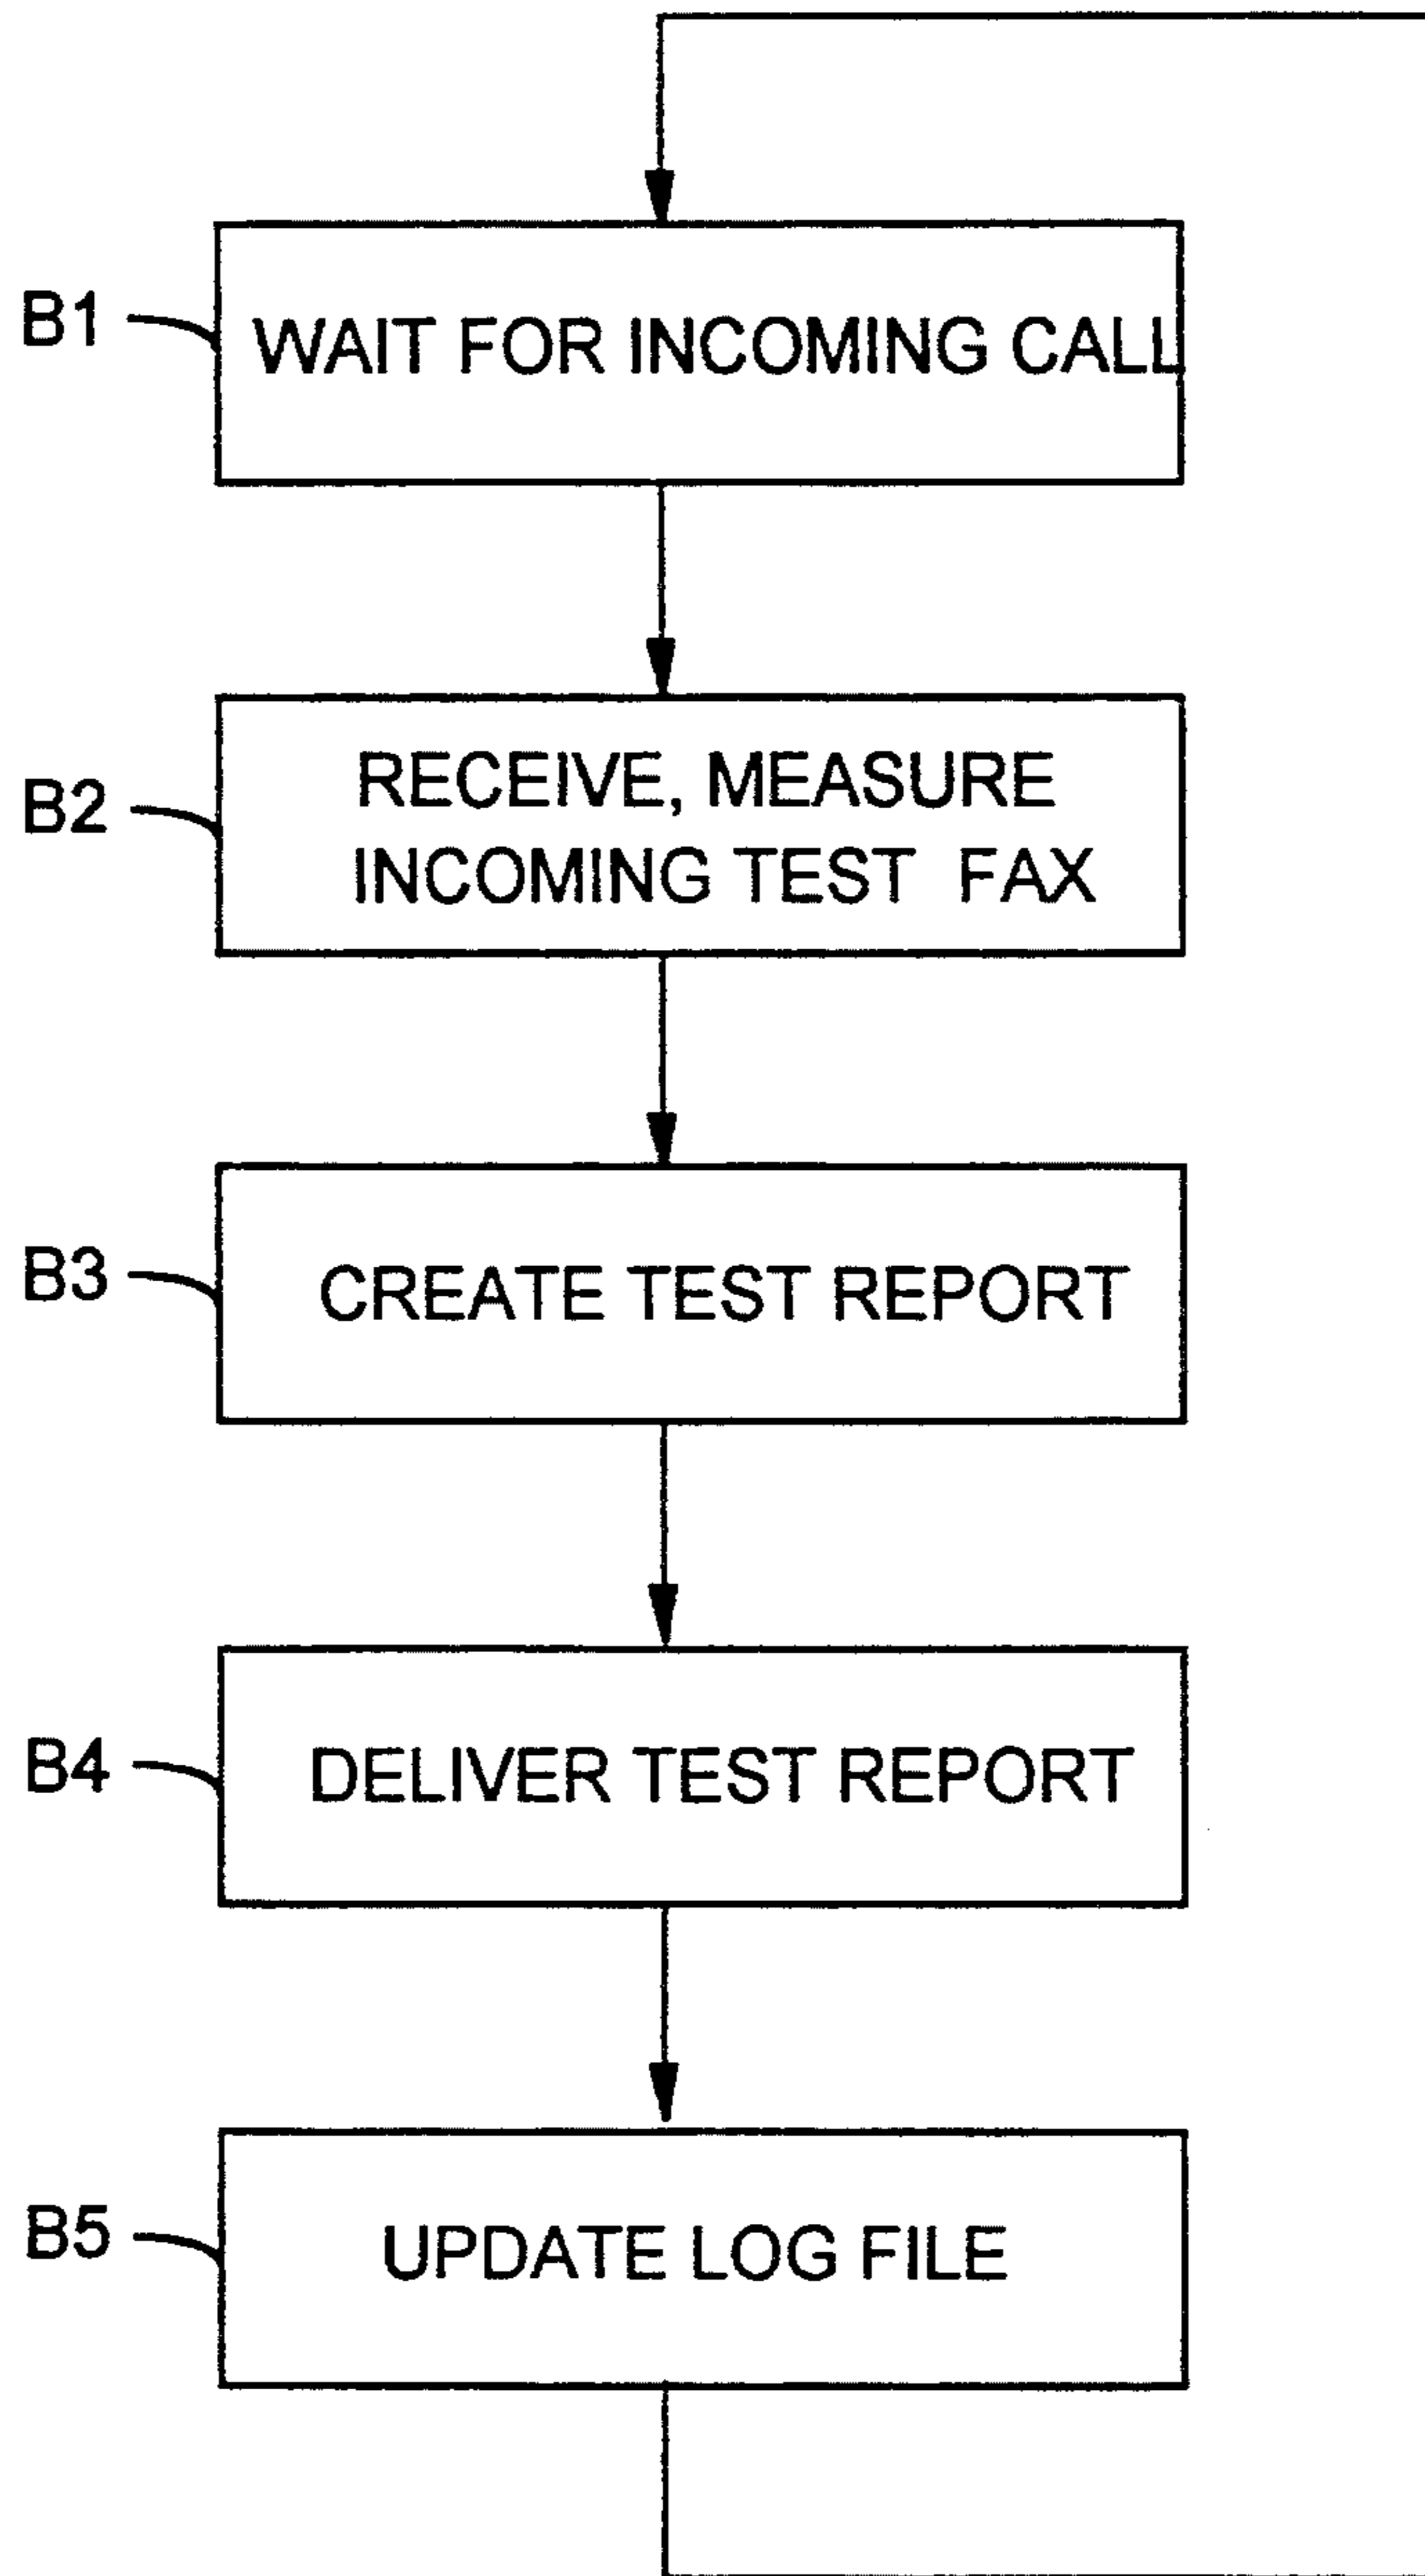 B1
WAIT FOR INCOMING CALL
B2
RECEIVE, MEASURE
INCOMING TEST FAX
B3
CREATE TEST REPORT
B4
DELIVER TEST REPORT
B5
UPDATE LOG FILE